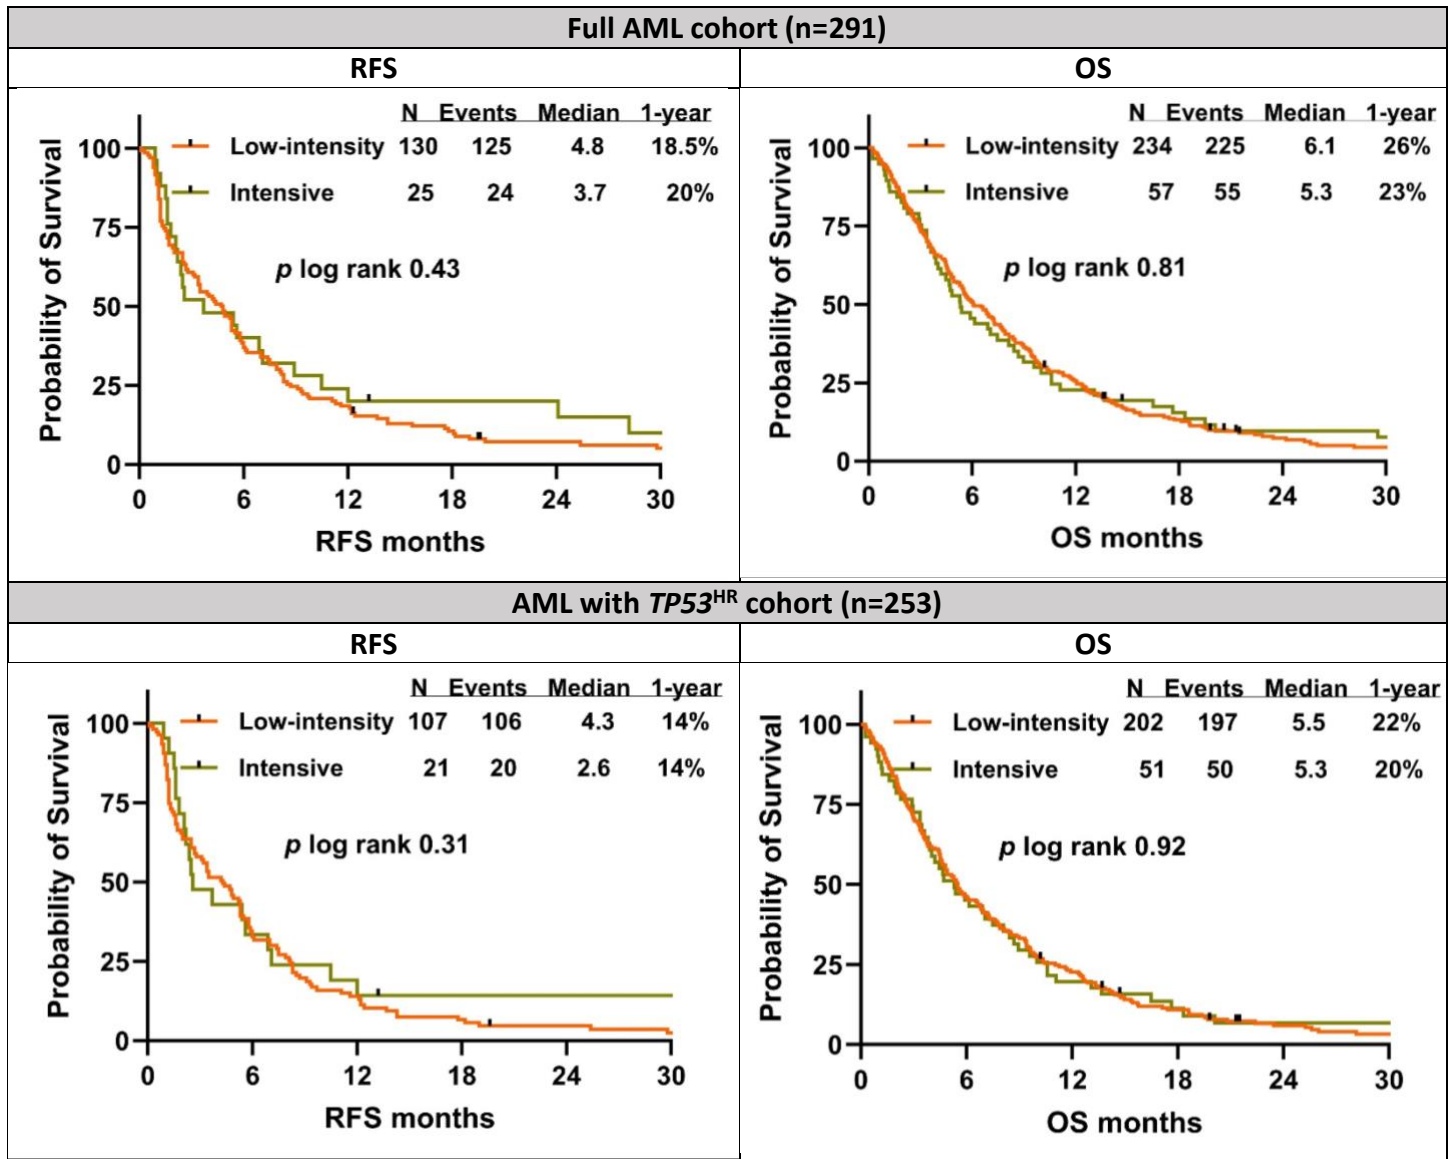 Full AML cohort (n=291)
RFS
OS
N Events Median 1-year
Low-intensity 130 125 4.8 18.5%
Intensive 25 24 3.7 20%
p log rank 0.43
Probability of Survival
100
75
50
25
0
0 6 12 18 24 30
RFS months
N Events Median 1-year
Low-intensity 234 225 6.1 26%
Intensive 57 55 5.3 23%
p log rank 0.81
Probability of Survival
100
75
50
25
0
0 6 12 18 24 30
OS months
AML with TP53HR cohort (n=253)
RFS
OS
N Events Median 1-year
Low-intensity 107 106 4.3 14%
Intensive 21 20 2.6 14%
p log rank 0.31
Probability of Survival
100
75
50
25
0
0 6 12 18 24 30
RFS months
N Events Median 1-year
Low-intensity 202 197 5.5 22%
Intensive 51 50 5.3 20%
p log rank 0.92
Probability of Survival
100
75
50
25
0
0 6 12 18 24 30
OS months